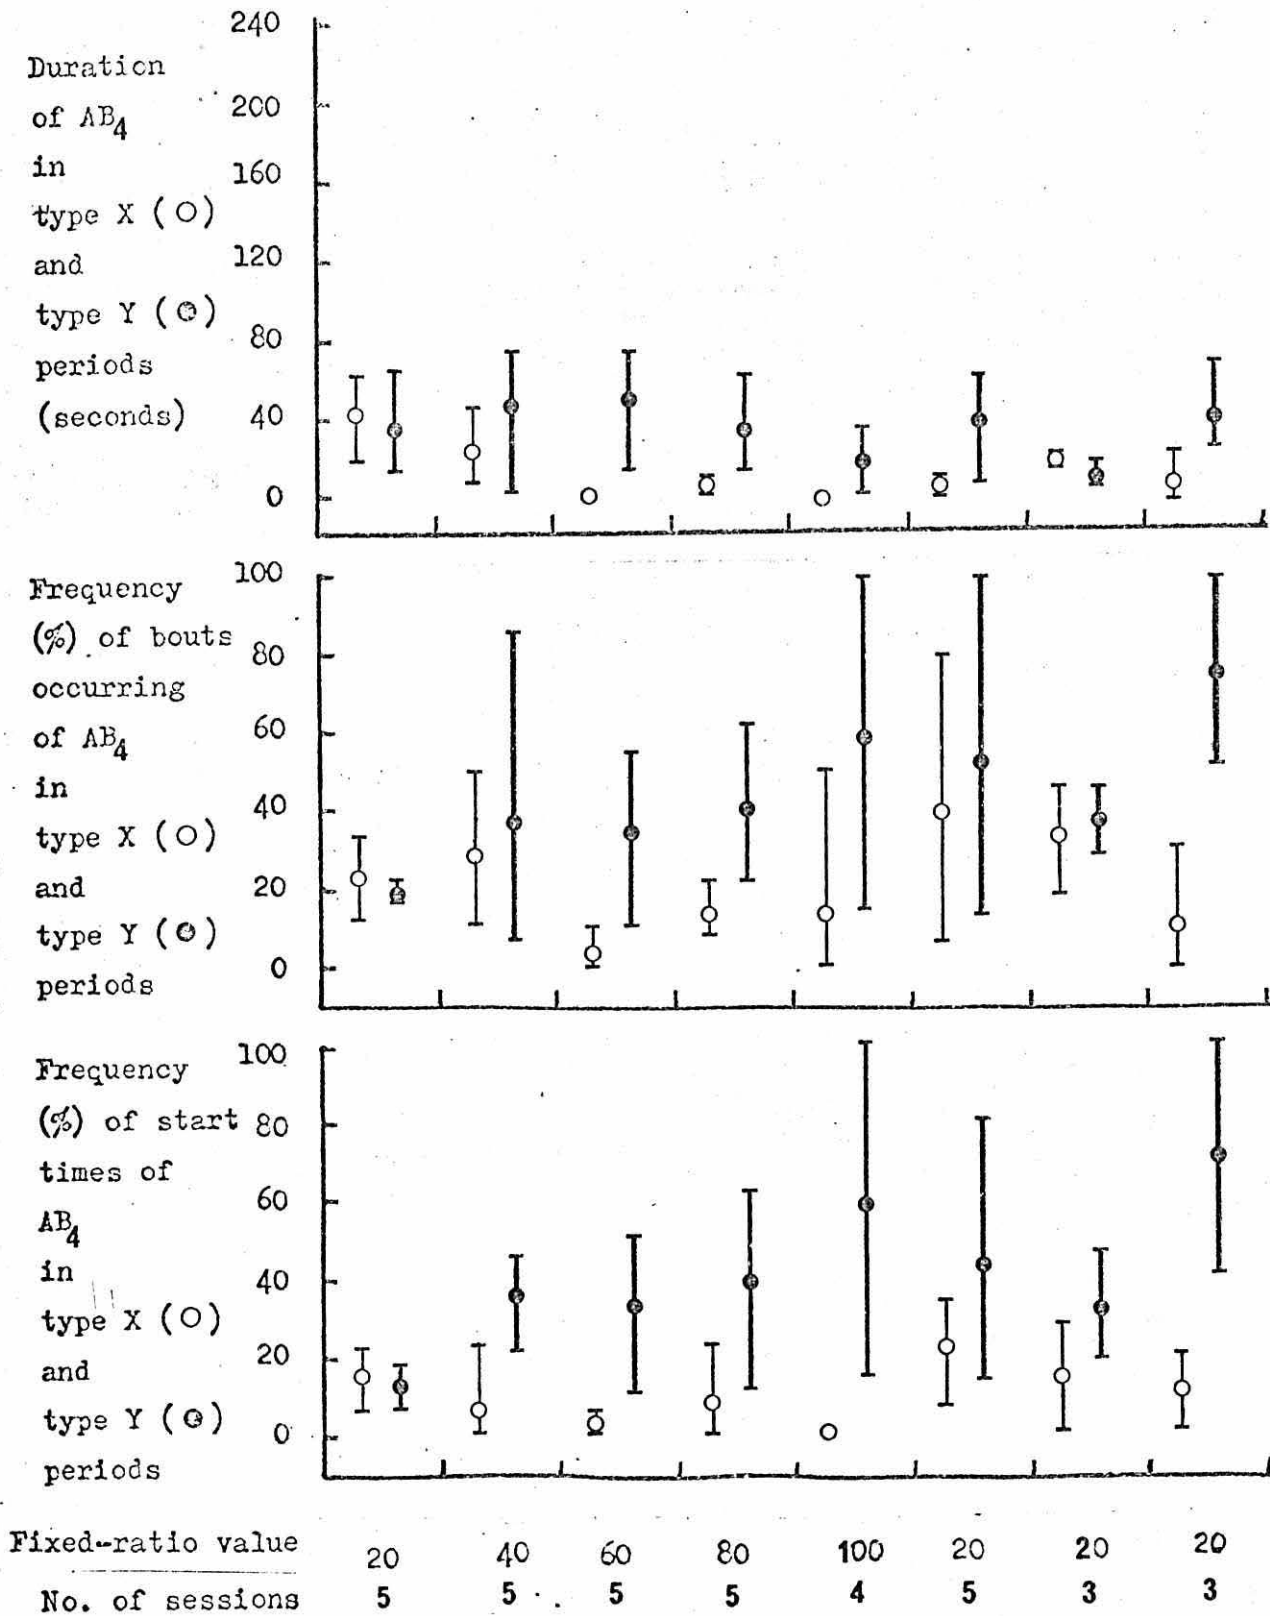 Duration
of AB4
in
type X (○)
and
type Y (●)
periods
(seconds)
240
200
160
120
80
40
0
Frequency
(%) of bouts
occurring
of AB4
in
type X (○)
and
type Y (●)
periods
100
80
60
40
20
0
Frequency
(%) of start
times of
AB4
in
type X (○)
and
type Y (●)
periods
100
80
60
40
20
0
Fixed-ratio value 20 40 60 80 100 20 20 20
No. of sessions 5 5 5 5 4 5 3 3